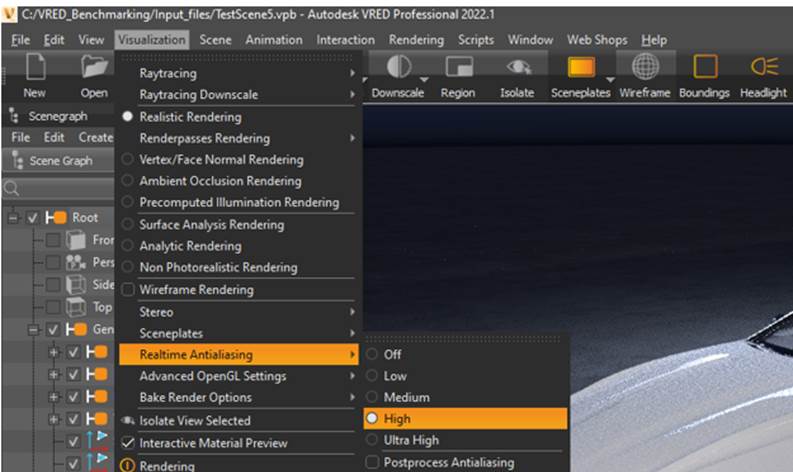 C:/VRED_Benchmarking/Input_files/TestScene5.vpb - Autodesk VRED Professional 2022.1
File Edit View Visualization Scene Animation Interaction Rendering Scripts Window Web Shops Help
New Open Downscale Region Isolate Sceneplates Wireframe Boundings Headlight
Scenegraph
File Edit Create
Scene Graph
Root
Fron
Pers
Side
Top
Gen
Raytracing
Raytracing Downscale
Realistic Rendering
Renderpasses Rendering
Vertex/Face Normal Rendering
Ambient Occlusion Rendering
Precomputed Illumination Rendering
Surface Analysis Rendering
Analytic Rendering
Non Photorealistic Rendering
Wireframe Rendering
Stereo
Sceneplates
Realtime Antialiasing
Advanced OpenGL Settings
Bake Render Options
Isolate View Selected
Interactive Material Preview
Rendering
Off
Low
Medium
High
Ultra High
Postprocess Antialiasing